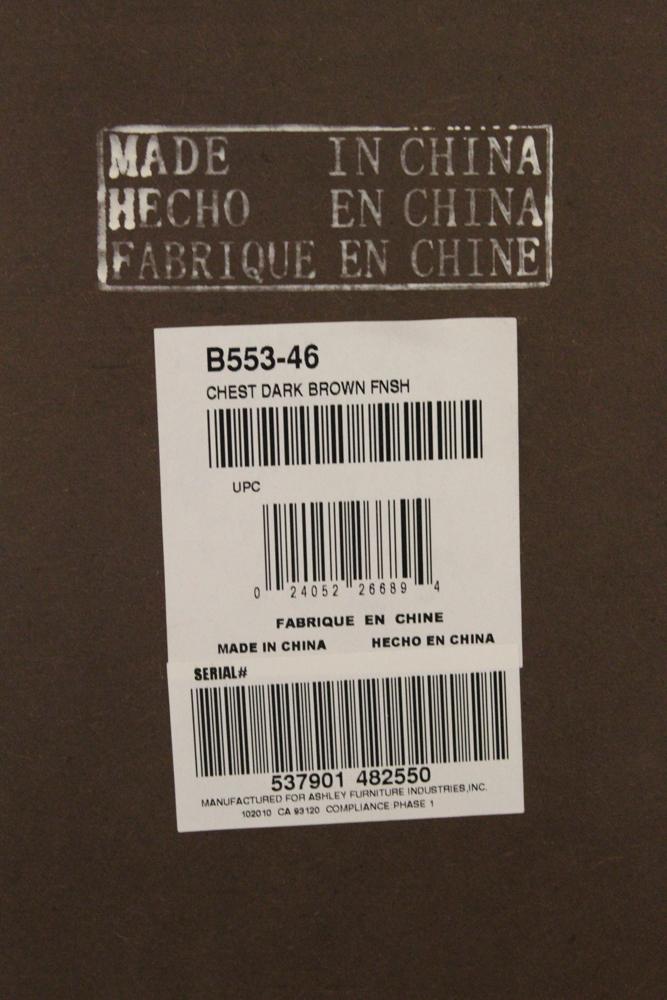 MADE IN CHINA
HECHO EN CHINA
FABRIQUE EN CHINE
B553-46
CHEST DARK BROWN FNSH
UPC
0 24052 26689 4
FABRIQUE EN CHINE
MADE IN CHINA HECHO EN CHINA
SERIAL#
537901 482550
MANUFACTURED FOR ASHLEY FURNITURE INDUSTRIES,INC.
102010 CA 93120 COMPLIANCE PHASE 1